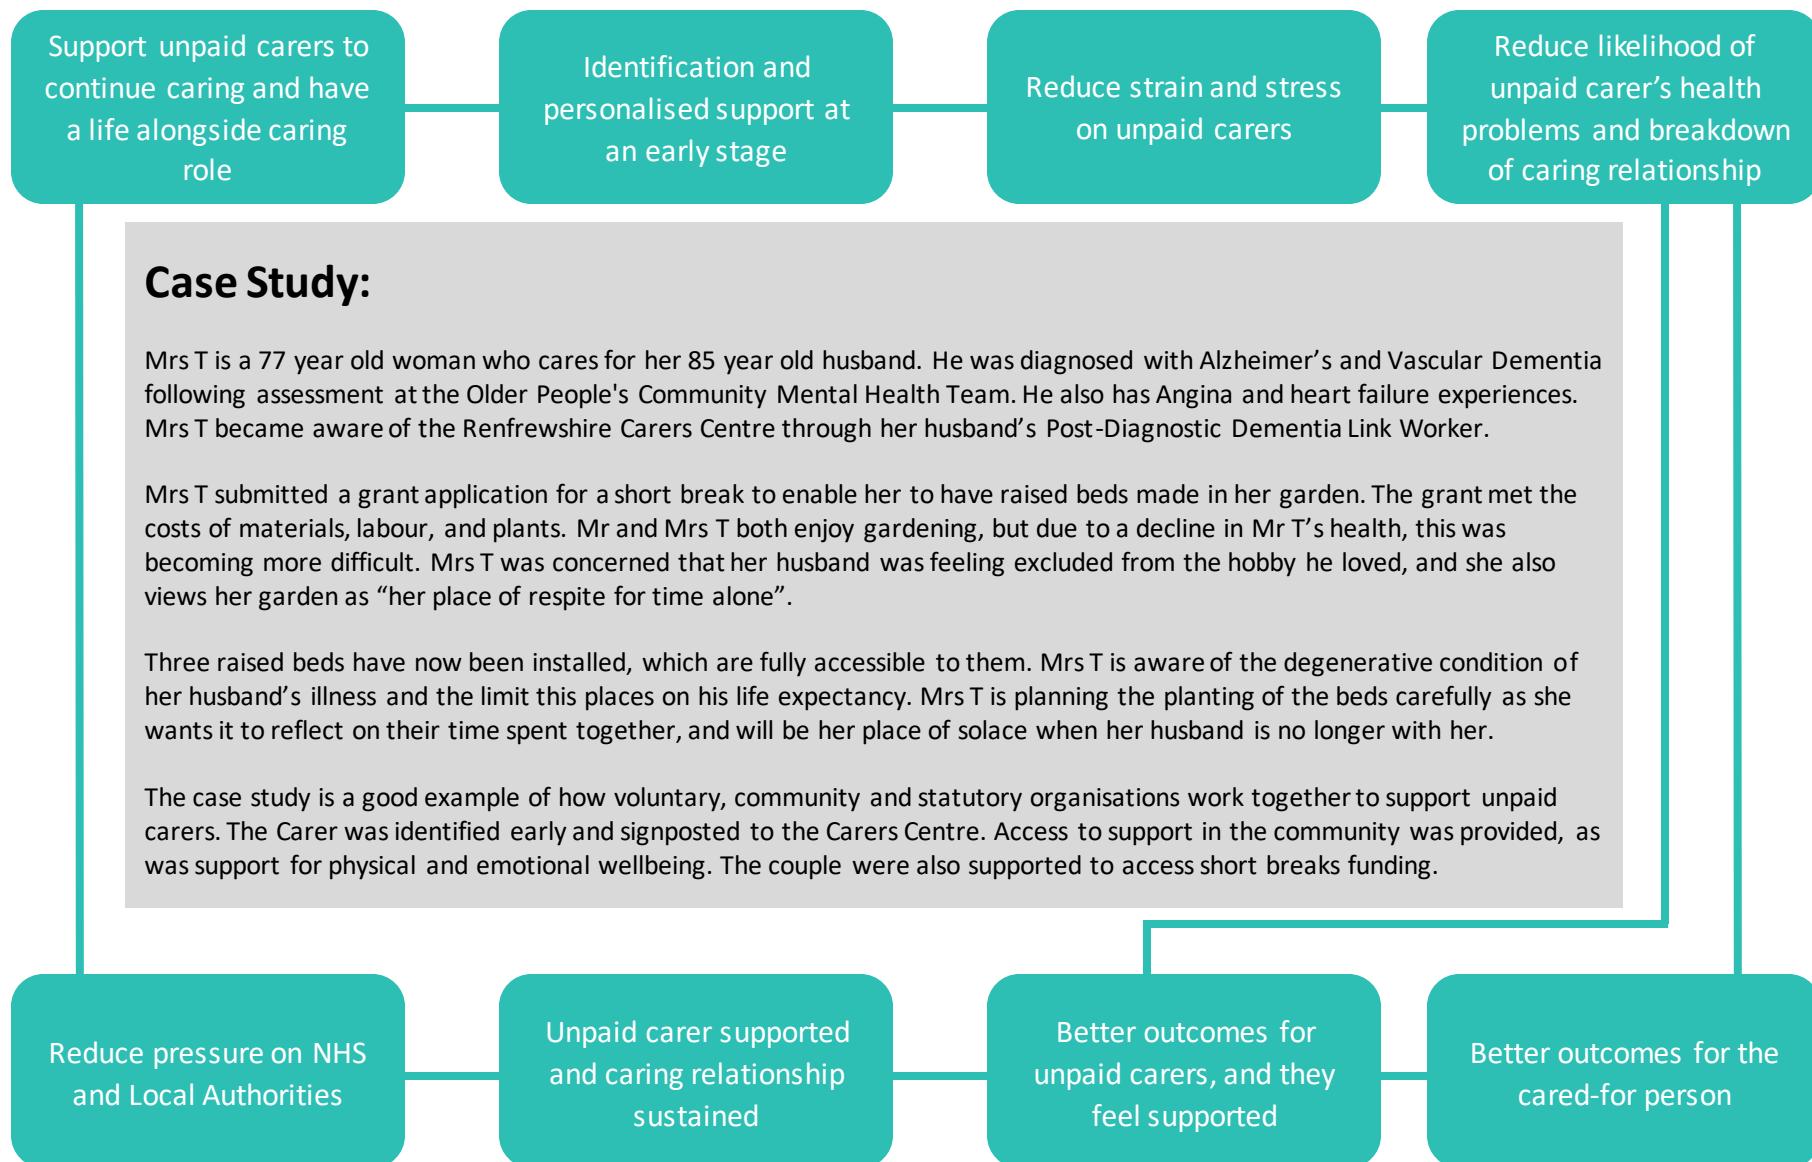 Support unpaid carers to
continue caring and have
a life alongside caring
role
Identification and
personalised support at
an early stage
Reduce strain and stress
on unpaid carers
Reduce likelihood of
unpaid carer’s health
problems and breakdown
of caring relationship
Case Study:
Mrs T is a 77 year old woman who cares for her 85 year old husband. He was diagnosed with Alzheimer’s and Vascular Dementia
following assessment at the Older People's Community Mental Health Team. He also has Angina and heart failure experiences.
Mrs T became aware of the Renfrewshire Carers Centre through her husband’s Post-Diagnostic Dementia Link Worker.
Mrs T submitted a grant application for a short break to enable her to have raised beds made in her garden. The grant met the
costs of materials, labour, and plants. Mr and Mrs T both enjoy gardening, but due to a decline in Mr T’s health, this was
becoming more difficult. Mrs T was concerned that her husband was feeling excluded from the hobby he loved, and she also
views her garden as “her place of respite for time alone”.
Three raised beds have now been installed, which are fully accessible to them. Mrs T is aware of the degenerative condition of
her husband’s illness and the limit this places on his life expectancy. Mrs T is planning the planting of the beds carefully as she
wants it to reflect on their time spent together, and will be her place of solace when her husband is no longer with her.
The case study is a good example of how voluntary, community and statutory organisations work together to support unpaid
carers. The Carer was identified early and signposted to the Carers Centre. Access to support in the community was provided, as
was support for physical and emotional wellbeing. The couple were also supported to access short breaks funding.
Reduce pressure on NHS
and Local Authorities
Unpaid carer supported
and caring relationship
sustained
Better outcomes for
unpaid carers, and they
feel supported
Better outcomes for the
cared-for person